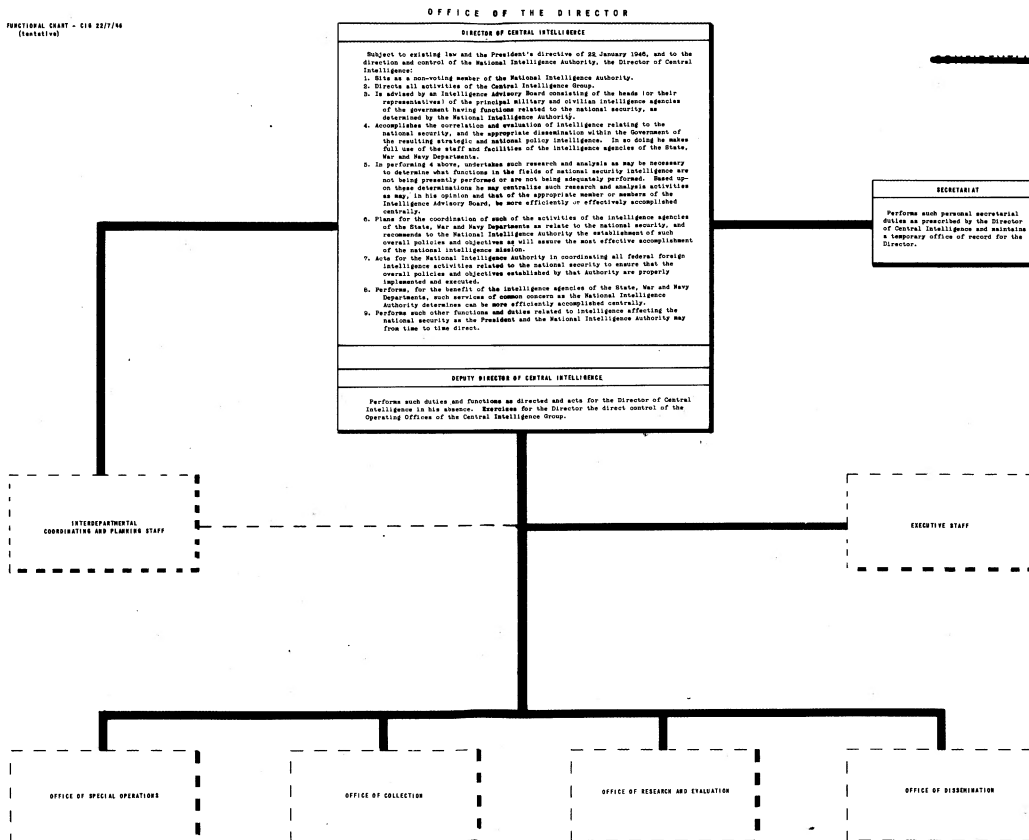 OFFICE OF THE DIRECTOR
FUNCTIONAL CHART - CIG 22/7/46
(tentative)
DIRECTOR OF CENTRAL INTELLIGENCE
Subject to existing law and the President's directive of 22 January 1946, and to the
direction and control of the National Intelligence Authority, the Director of Central
Intelligence:
1. Sits as a non-voting member of the National Intelligence Authority.
2. Directs all activities of the Central Intelligence Group.
3. Is advised by an Intelligence Advisory Board consisting of the heads (or their
representatives) of the principal military and civilian intelligence agencies
of the government having functions related to the national security, as
determined by the National Intelligence Authority.
4. Accomplishes the correlation and evaluation of intelligence relating to the
national security, and the appropriate dissemination within the Government of
the resulting strategic and national policy intelligence. In so doing he makes
full use of the staff and facilities of the intelligence agencies of the State,
War and Navy Departments.
5. In performing 4 above, undertakes such research and analysis as may be necessary
to determine what functions in the fields of national security intelligence are
not being presently performed or are not being adequately performed. Based up-
on these determinations he may centralize such research and analysis activities
as may, in his opinion and that of the appropriate member or members of the
Intelligence Advisory Board, be more efficiently or effectively accomplished
centrally.
6. Plans for the coordination of such of the activities of the intelligence agencies
of the State, War and Navy Departments as relate to the national security, and
recommends to the National Intelligence Authority the establishment of such
overall policies and objectives as will assure the most effective accomplishment
of the national intelligence mission.
7. Acts for the National Intelligence Authority in coordinating all federal foreign
intelligence activities related to the national security to ensure that the
overall policies and objectives established by that Authority are properly
implemented and executed.
8. Performs, for the benefit of the intelligence agencies of the State, War and Navy
Departments, such services of common concern as the National Intelligence
Authority determines can be more efficiently accomplished centrally.
9. Performs such other functions and duties related to intelligence affecting the
national security as the President and the National Intelligence Authority may
from time to time direct.
DEPUTY DIRECTOR OF CENTRAL INTELLIGENCE
Performs such duties and functions as directed and acts for the Director of Central
Intelligence in his absence. Exercises for the Director the direct control of the
Operating Offices of the Central Intelligence Group.
SECRETARIAT
Performs such personal secretarial
duties as prescribed by the Director
of Central Intelligence and maintains
a temporary office of record for the
Director.
INTERDEPARTMENTAL
COORDINATING AND PLANNING STAFF
EXECUTIVE STAFF
OFFICE OF SPECIAL OPERATIONS
OFFICE OF COLLECTION
OFFICE OF RESEARCH AND EVALUATION
OFFICE OF DISSEMINATION